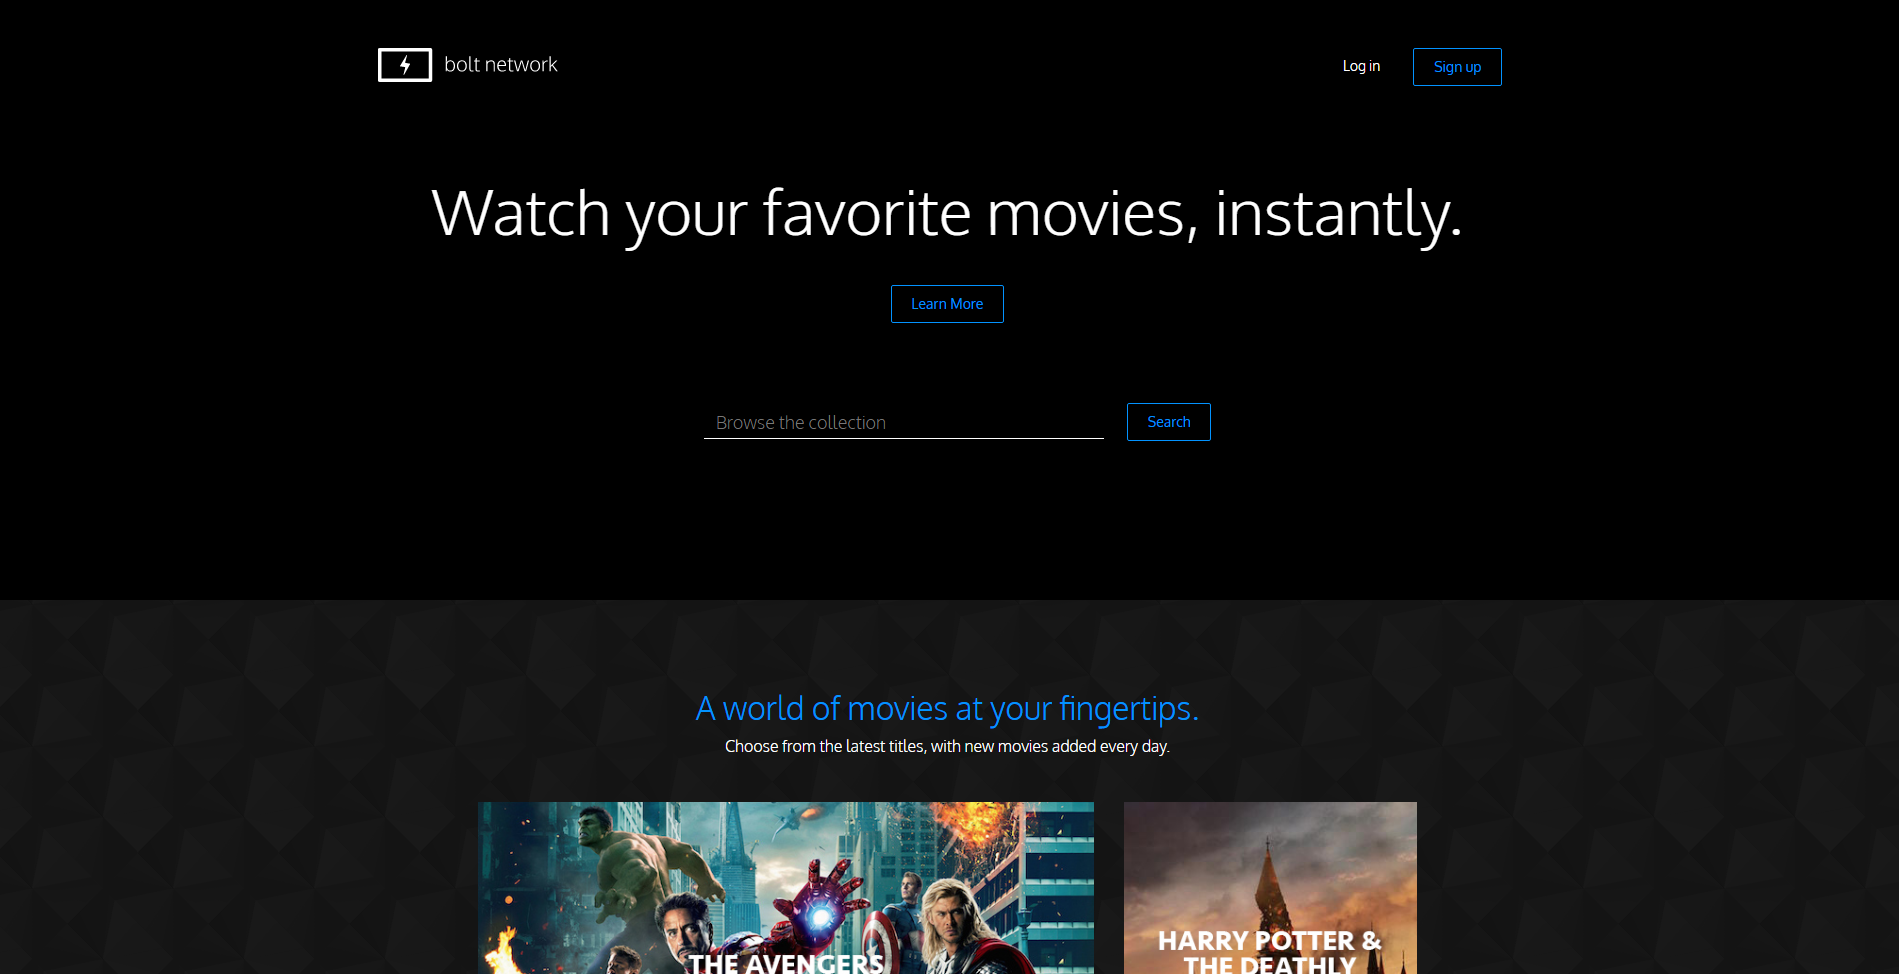 bolt network
Log in
Sign up
Watch your favorite movies, instantly.
Learn More
Browse the collection
Search
A world of movies at your fingertips.
Choose from the latest titles, with new movies added every day.
THE AVENGERS
HARRY POTTER &
THE DEATHLY